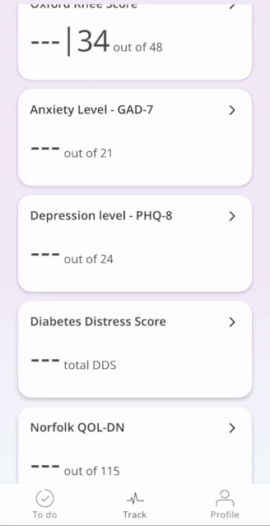 Oxford Knee Score
---|34 out of 48
Anxiety Level - GAD-7
--- out of 21
Depression level - PHQ-8
--- out of 24
Diabetes Distress Score
--- total DDS
Norfolk QOL-DN
--- out of 115
To do
Track
Profile